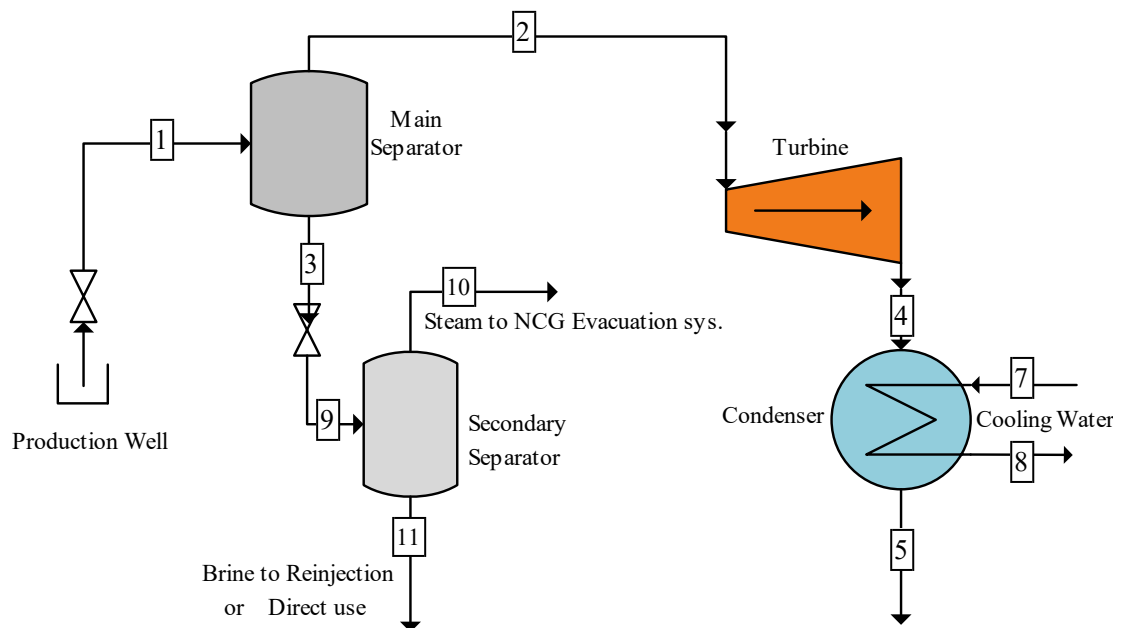 2
1
Main
Separator
Turbine
3
10
Steam to NCG Evacuation sys.
4
7
Condenser
Cooling Water
9
Secondary
Separator
8
Production Well
11
5
Brine to Reinjection
or Direct use